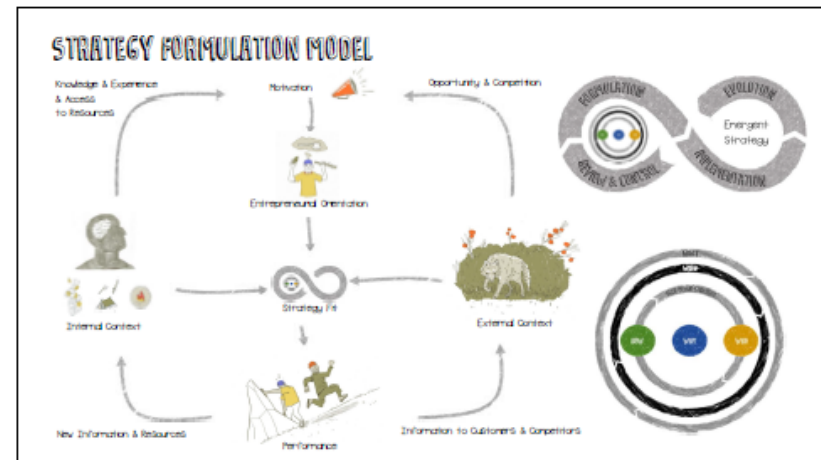 STRATEGY FORMULATION MODEL
Knowledge & Experience
& Access
to Resources
Motivation
Opportunity & Competition
FORMULATION
EVOLUTION
Emergent
Strategy
REVIEW & CONTROL
IMPLEMENTATION
Entrepreneurial Orientation
Internal Context
Strategy Fit
External Context
New Information & Resources
Performance
Information to Customers & Competitors